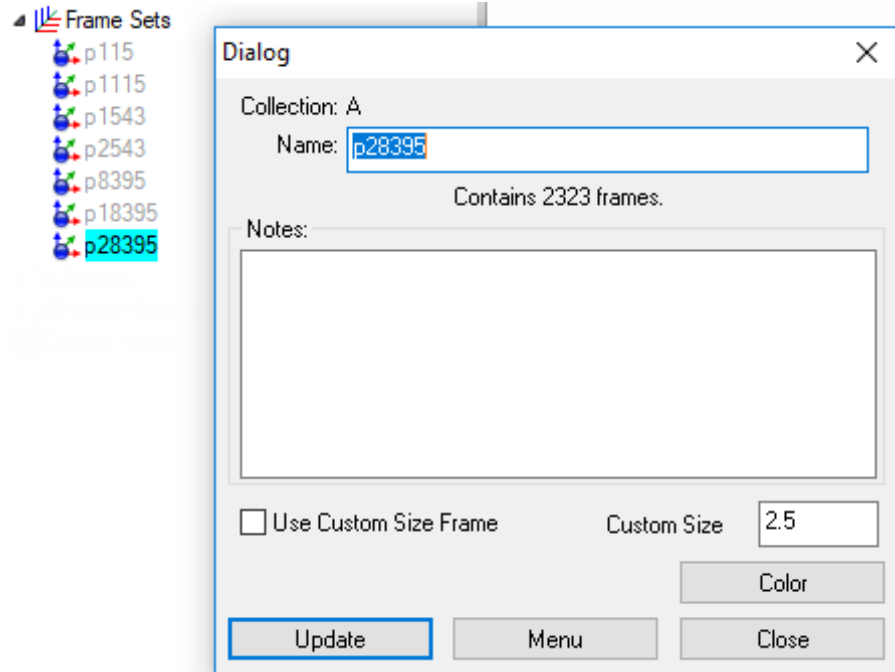 Frame Sets
p115
p1115
p1543
p2543
p8395
p18395
p28395
Dialog
Collection: A
Name: p28395
Contains 2323 frames.
Notes:
Use Custom Size Frame Custom Size 2.5
Color
Update Menu Close